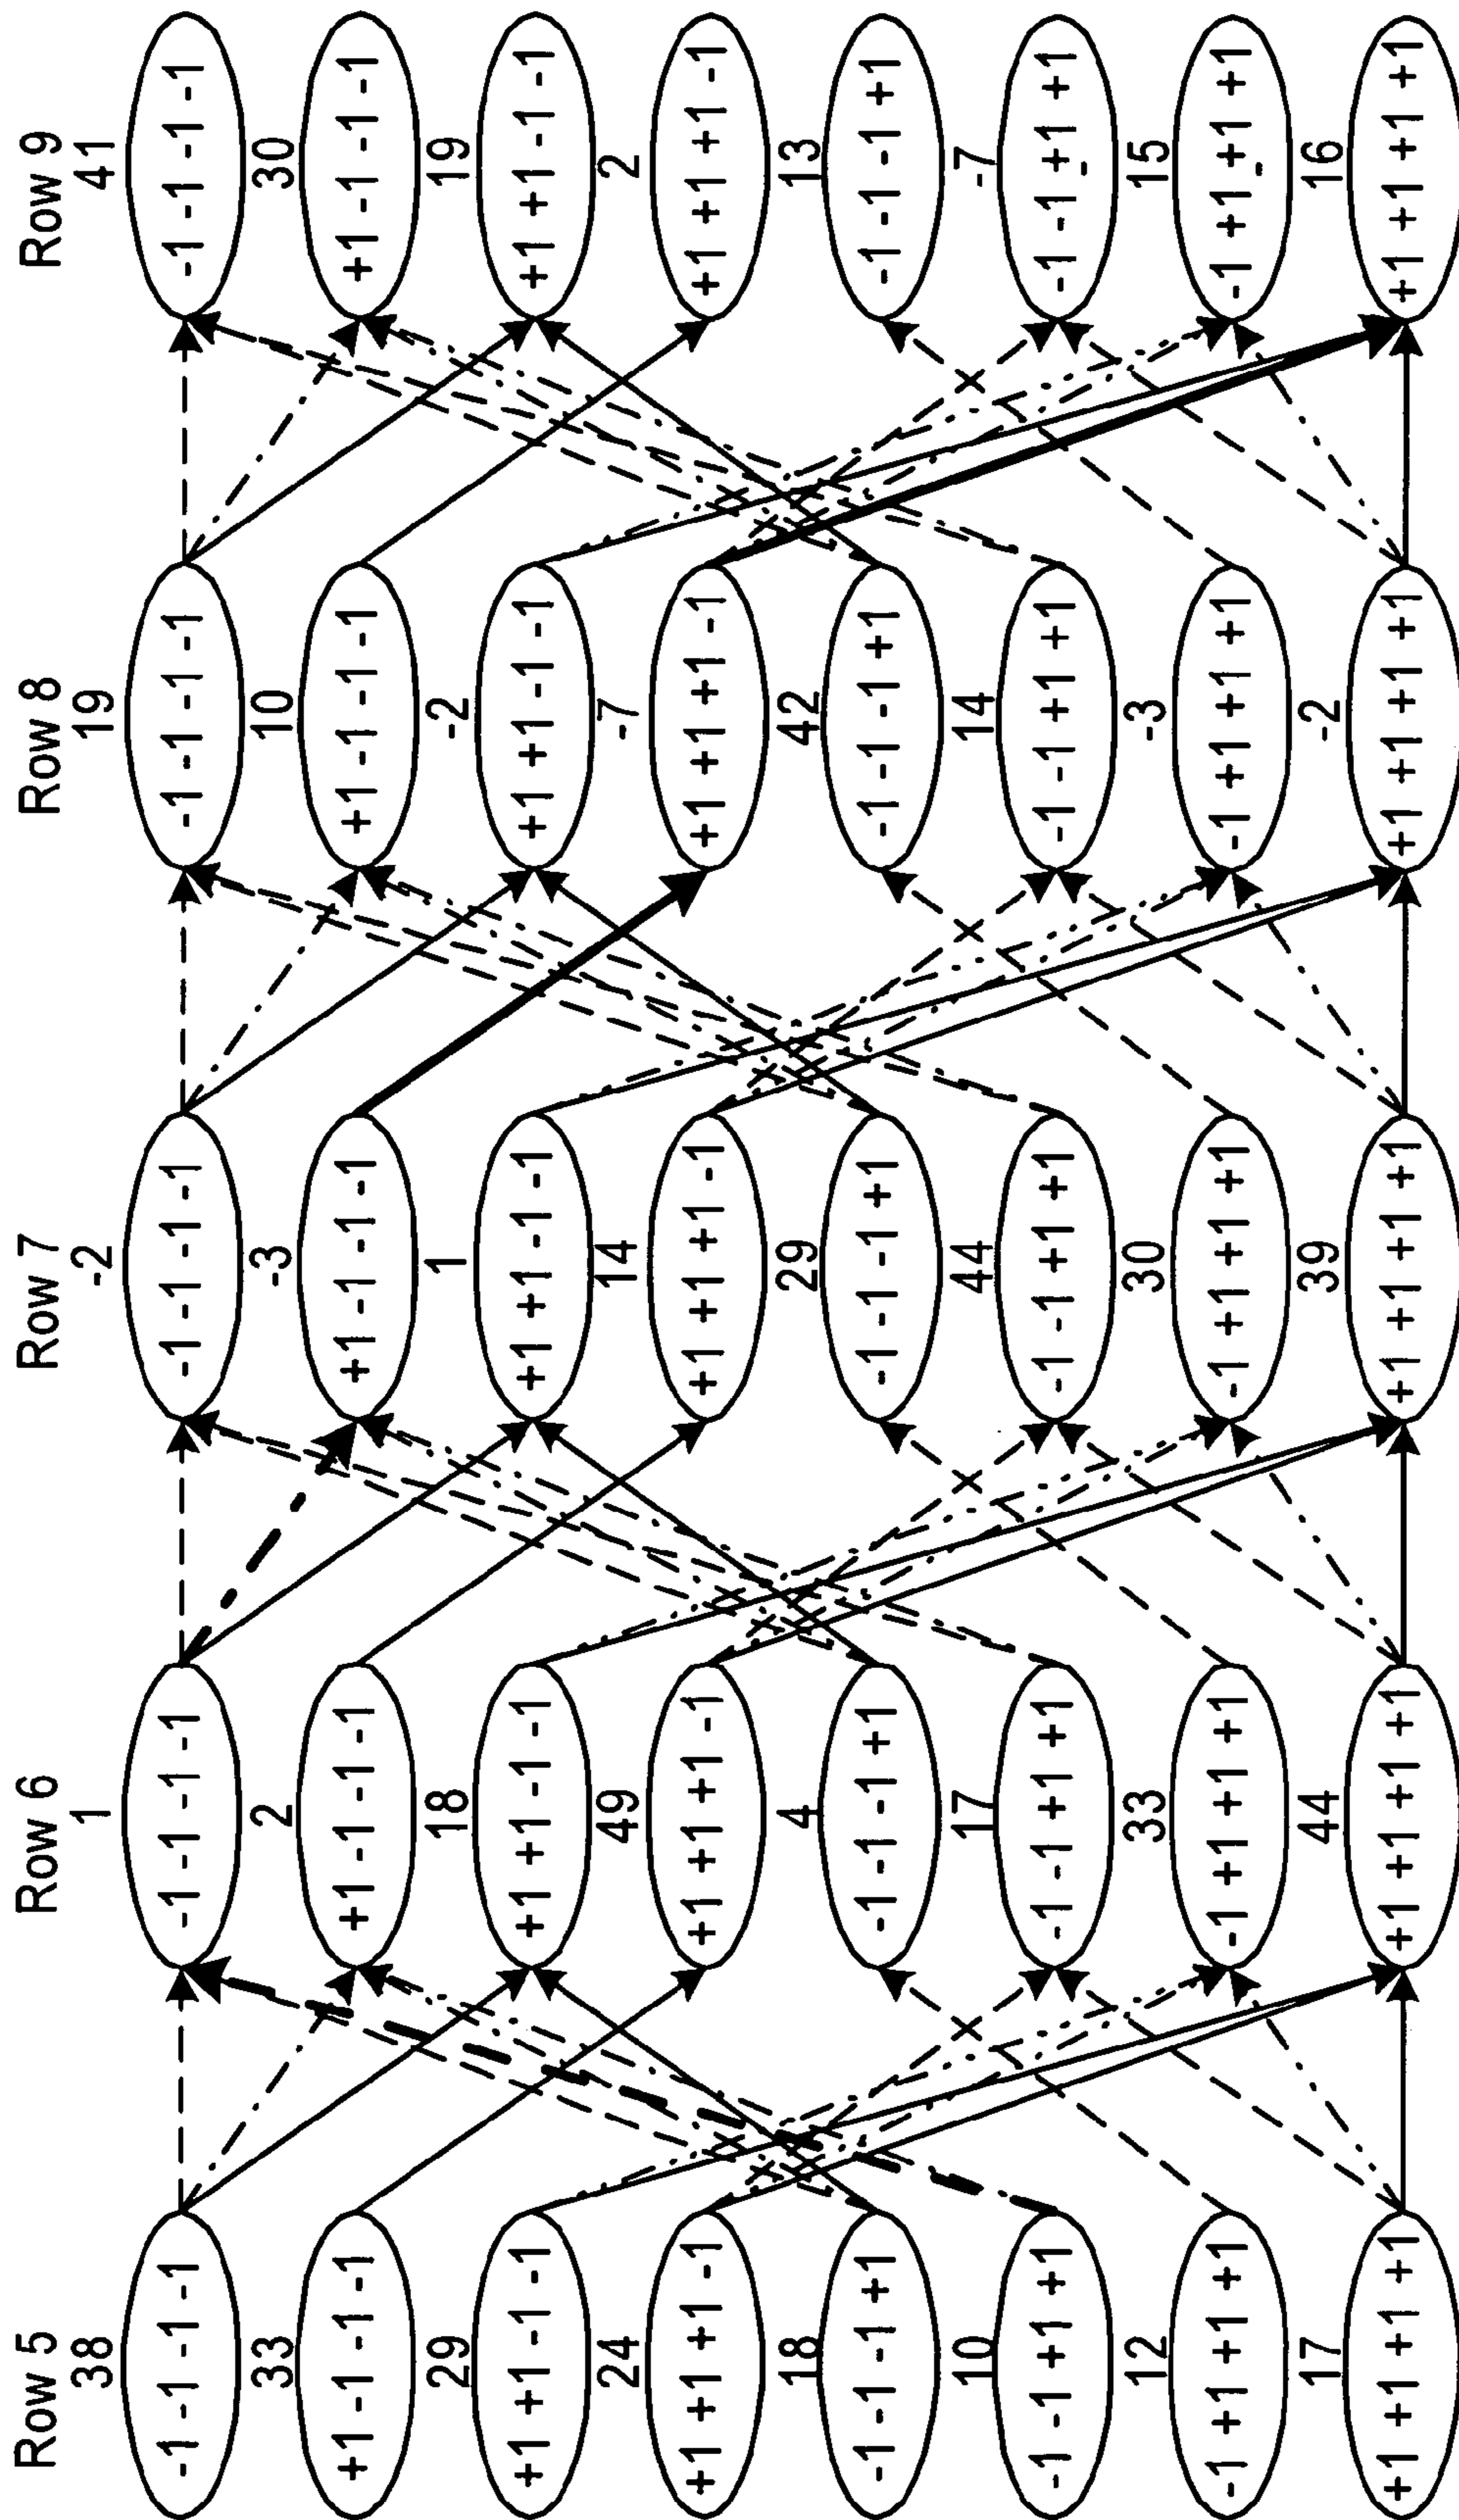 Row 5 Row 6 Row 7 Row 8 Row 9
38 1 -2 19 41
-1 -1 -1 -1 -1 -1 -1 -1 -1 -1 -1 -1 -1 -1 -1 -1 -1 -1 -1 -1
33 2 -3 10 30
+1 -1 -1 -1 +1 -1 -1 -1 +1 -1 -1 -1 +1 -1 -1 -1 +1 -1 -1 -1
29 18 1 -2 19
+1 +1 -1 -1 +1 +1 -1 -1 +1 +1 -1 -1 +1 +1 -1 -1 +1 +1 -1 -1
24 49 14 -7 2
+1 +1 +1 -1 +1 +1 +1 -1 +1 +1 +1 -1 +1 +1 +1 -1 +1 +1 +1 -1
18 4 29 42 13
-1 -1 -1 +1 -1 -1 -1 +1 -1 -1 -1 +1 -1 -1 -1 +1 -1 -1 -1 +1
10 17 44 14 -7
-1 -1 +1 +1 -1 -1 +1 +1 -1 -1 +1 +1 -1 -1 +1 +1 -1 -1 +1 +1
12 33 30 -3 15
-1 +1 +1 +1 -1 +1 +1 +1 -1 +1 +1 +1 -1 +1 +1 +1 -1 +1 +1 +1
17 44 39 -2 16
+1 +1 +1 +1 +1 +1 +1 +1 +1 +1 +1 +1 +1 +1 +1 +1 +1 +1 +1 +1